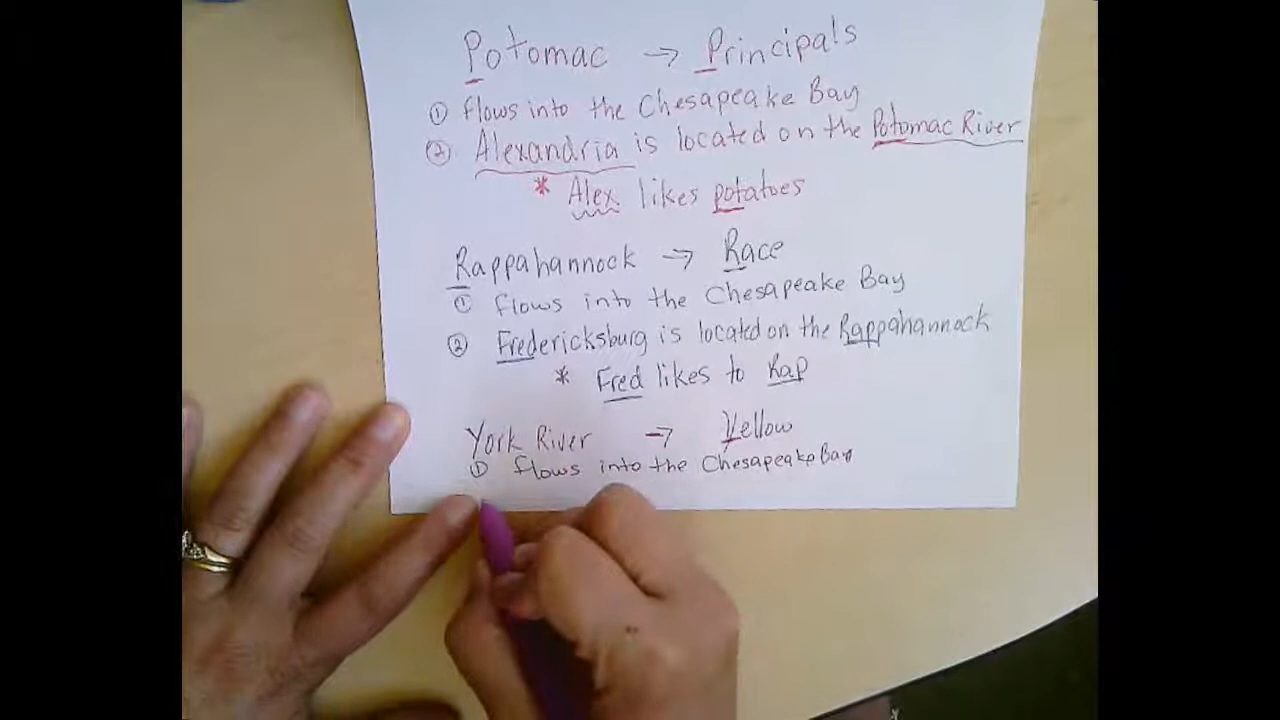 Potomac → Principals
① flows into the Chesapeake Bay
② Alexandria is located on the Potomac River
* Alex likes potatoes
Rappahannock → Race
① flows into the Chesapeake Bay
② Fredericksburg is located on the Rappahannock
* Fred likes to Rap
York River → Yellow
① flows into the Chesapeake Bay